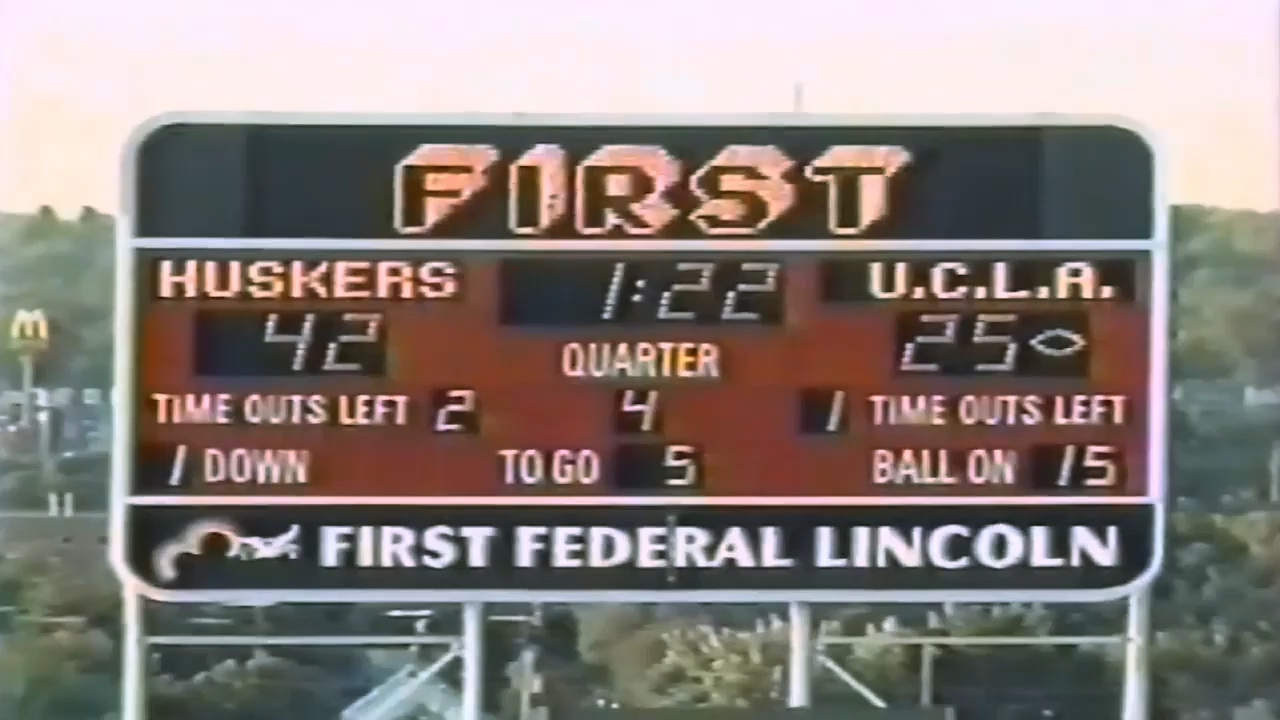 FIRST
HUSKERS 1:22 U.C.L.A.
42 QUARTER 25
TIME OUTS LEFT 2 4 1 TIME OUTS LEFT
1 DOWN TO GO 5 BALL ON 15
FIRST FEDERAL LINCOLN
M